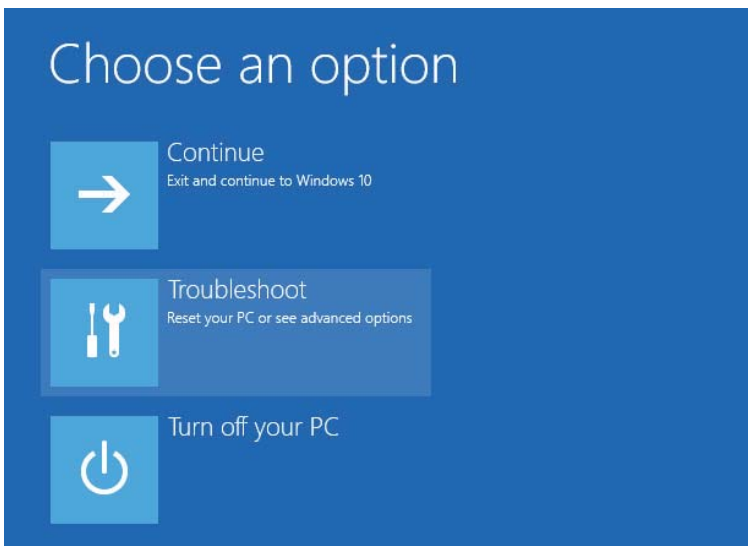 Choose an option
Continue
Exit and continue to Windows 10
Troubleshoot
Reset your PC or see advanced options
Turn off your PC